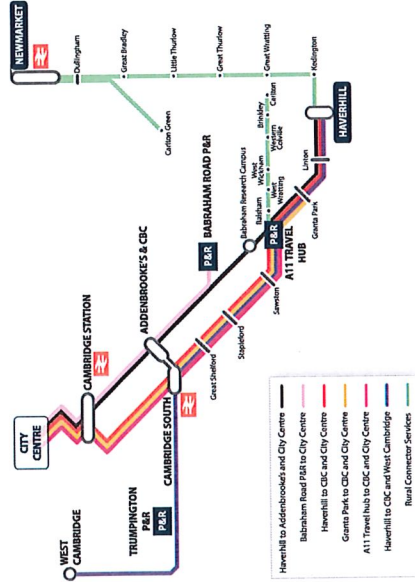 NEWMARKET
Dullingham
Great Bradley
Little Thurlow
Great Thurlow
Great Wratting
Kedington
Carlton Green
HAVERHILL
Brinkley
Carlton
Weston
Colville
West
Wickham
West
Wratting
Balsham
Babraham Research Campus
BABRAHAM ROAD P&R
P&R
Linton
Granta Park
P&R
A11 TRAVEL
HUB
Sawston
Stapleford
Great Shelford
ADDENBROOKE'S & CBC
CAMBRIDGE STATION
CITY
CENTRE
CAMBRIDGE SOUTH
TRUMPINGTON
P&R
P&R
WEST
CAMBRIDGE
Haverhill to Addenbrooke's and City Centre
Babraham Road P&R to City Centre
Haverhill to CBC and City Centre
Granta Park to CBC and City Centre
A11 Travel hub to CBC and City Centre
Haverhill to CBC and West Cambridge
Rural Connector Services